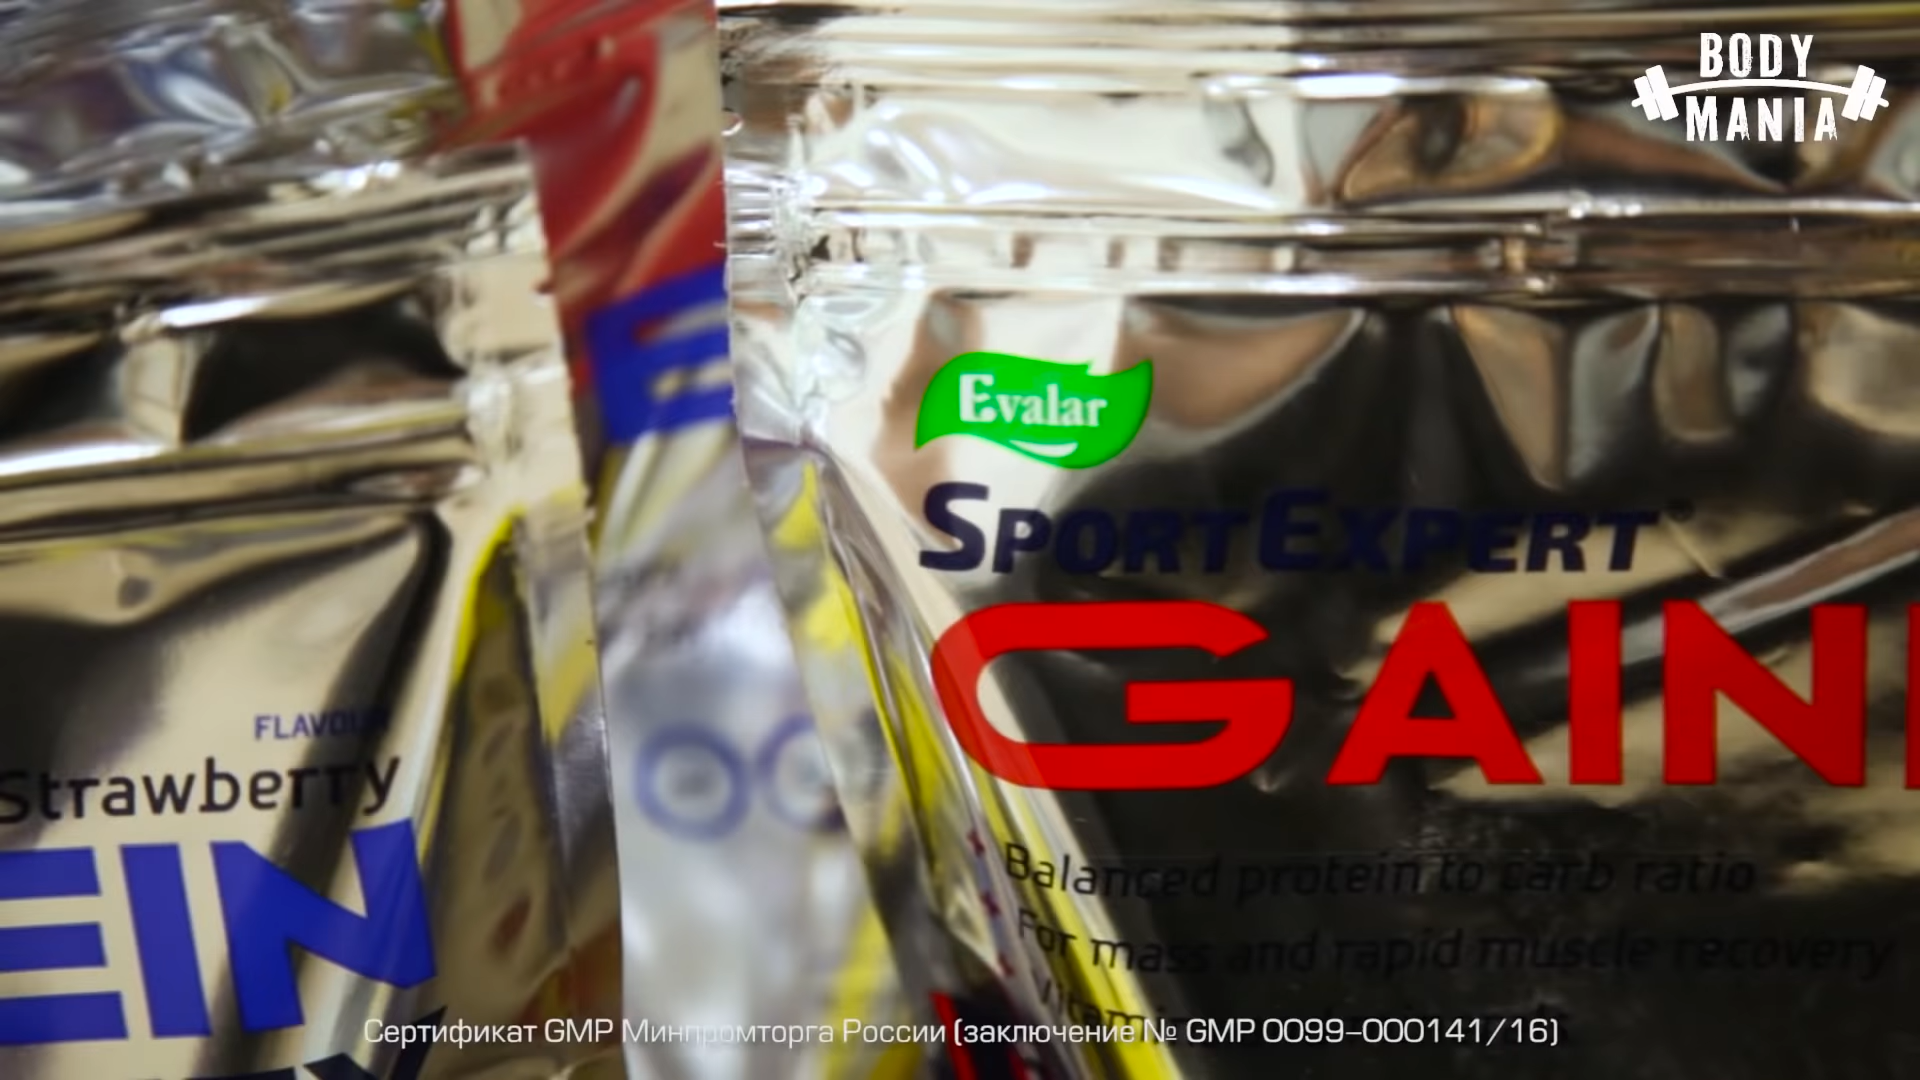 BODY
MANIA
Evalar
SPORTEXPERT®
GAIN
FLAVOU
Strawberry
EIN
Balanced protein to carb ratio
For mass and rapid muscle recovery
Сертификат GMP Минпромторга России (заключение № GMP 0099-000141/16)